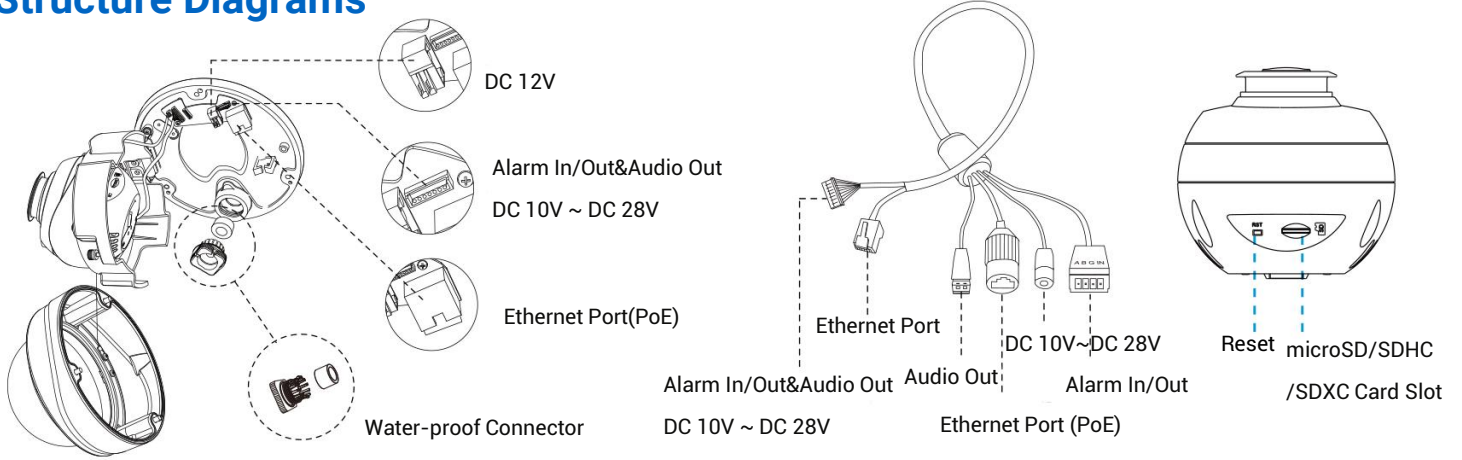 Structure Diagrams
DC 12V
Alarm In/Out&Audio Out
DC 10V ~ DC 28V
Ethernet Port(PoE)
Water-proof Connector
Ethernet Port
Alarm In/Out&Audio Out
DC 10V ~ DC 28V
Audio Out
Ethernet Port (PoE)
DC 10V~DC 28V
Alarm In/Out
A B G IN
RST
Reset
microSD/SDHC
/SDXC Card Slot